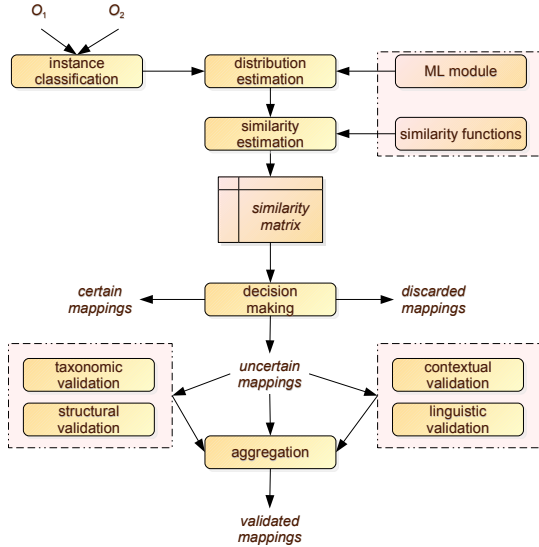 O1 O2
instance
classification
distribution
estimation
ML module
similarity
estimation
similarity functions
similarity
matrix
certain
mappings
decision
making
discarded
mappings
taxonomic
validation
structural
validation
uncertain
mappings
contextual
validation
linguistic
validation
aggregation
validated
mappings